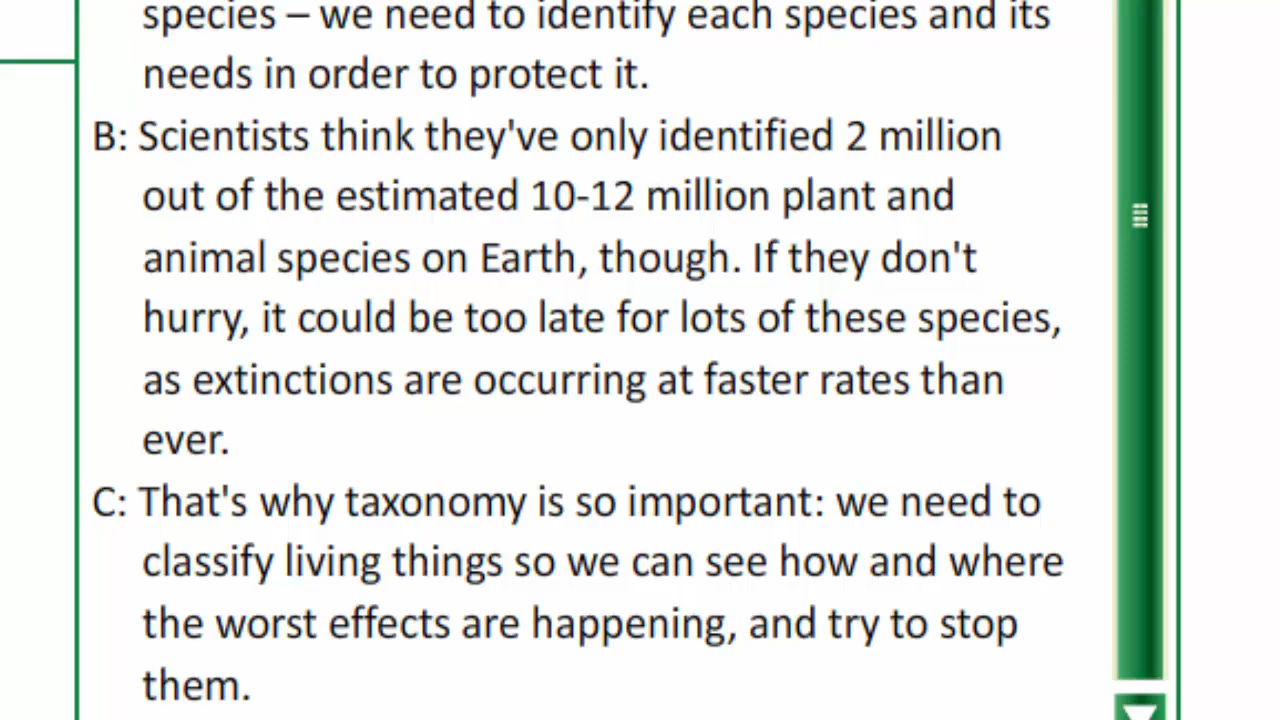 species – we need to identify each species and its
needs in order to protect it.
B: Scientists think they've only identified 2 million
out of the estimated 10-12 million plant and
animal species on Earth, though. If they don't
hurry, it could be too late for lots of these species,
as extinctions are occurring at faster rates than
ever.
C: That's why taxonomy is so important: we need to
classify living things so we can see how and where
the worst effects are happening, and try to stop
them.